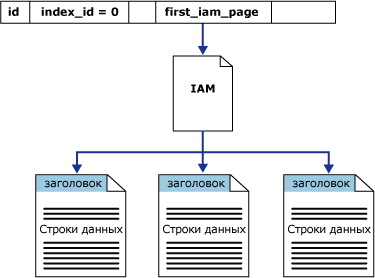 id index_id = 0 first_iam_page
IAM
заголовок заголовок заголовок
Строки данных Строки данных Строки данных